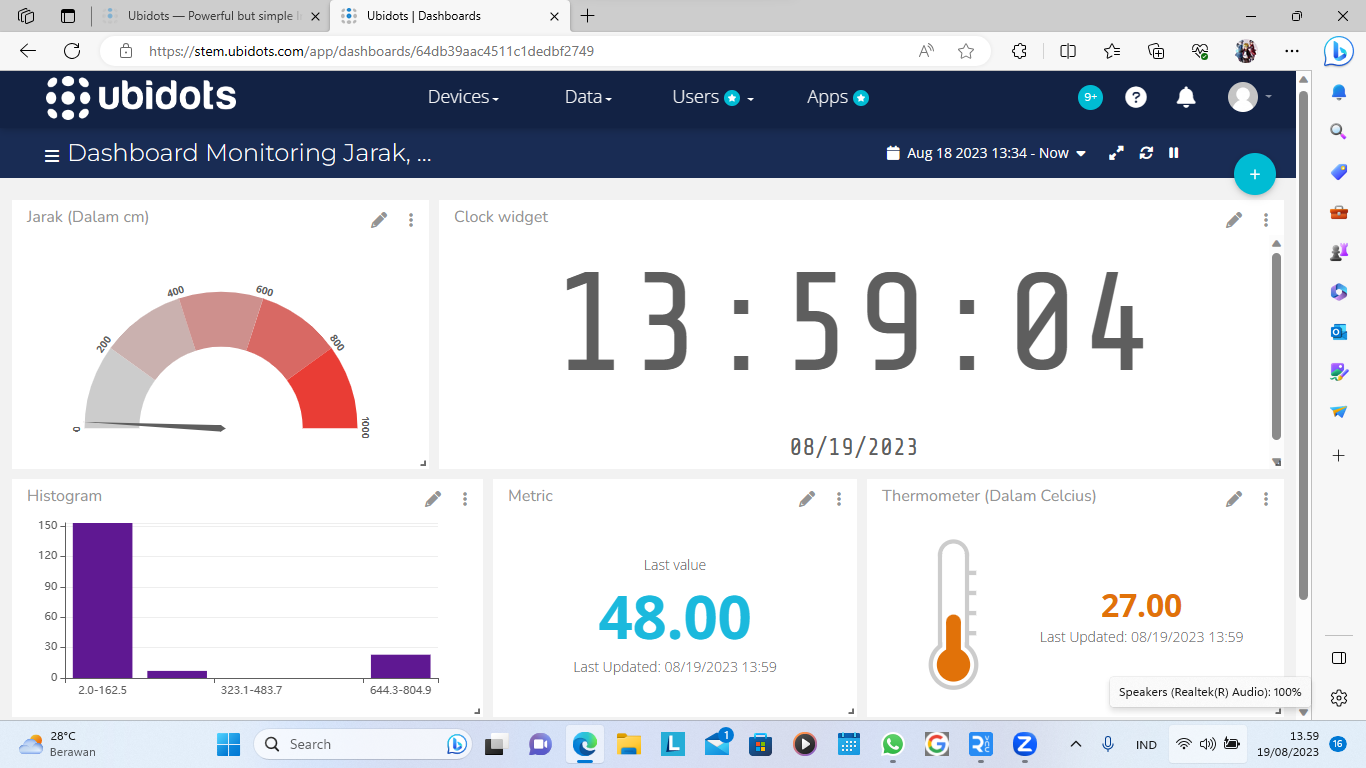 Ubidots — Powerful but simple I
Ubidots | Dashboards
https://stem.ubidots.com/app/dashboards/64db39aac4511c1dedbf2749
ubidots
Devices
Data
Users
Apps
9+
?
Dashboard Monitoring Jarak, ...
Aug 18 2023 13:34 - Now
+
Jarak (Dalam cm)
0
200
400
600
800
1000
Clock widget
13:59:04
08/19/2023
Histogram
150
120
90
60
30
0
2.0-162.5
323.1-483.7
644.3-804.9
Metric
Last value
48.00
Last Updated: 08/19/2023 13:59
Thermometer (Dalam Celcius)
27.00
Last Updated: 08/19/2023 13:59
Speakers (Realtek(R) Audio): 100%
28°C
Berawan
Search
L
1
IND
13.59
19/08/2023
16